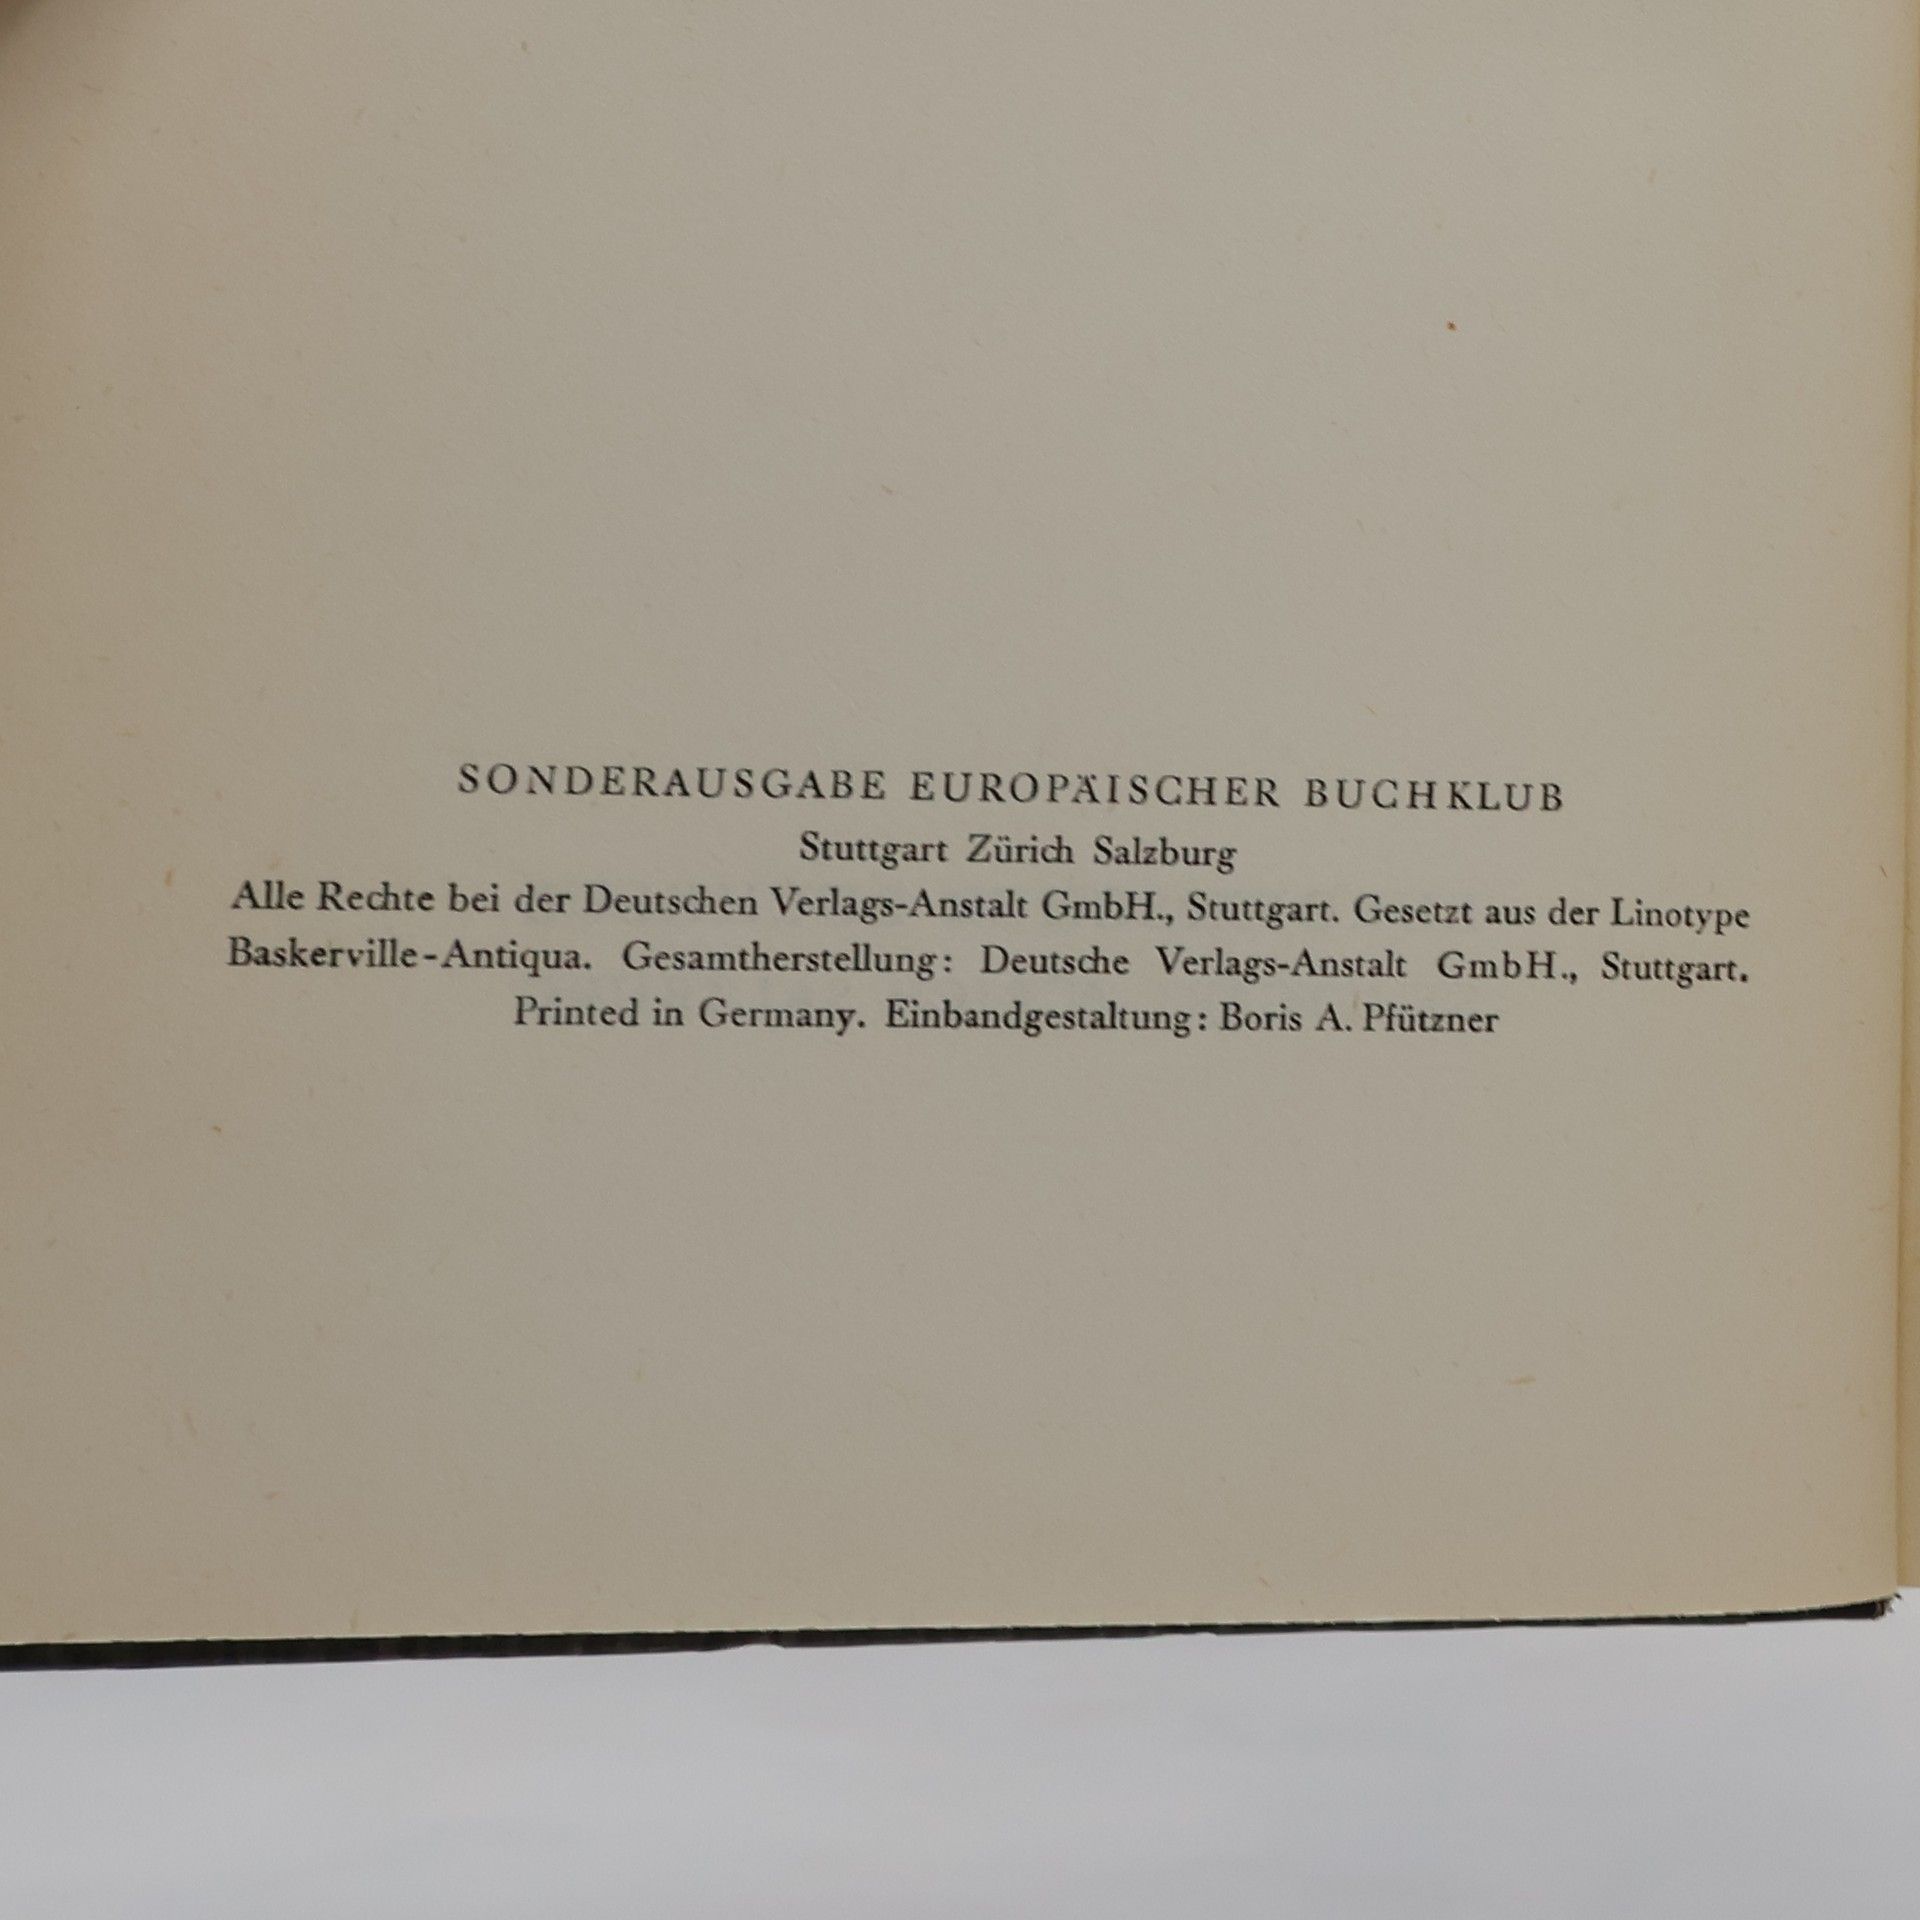 SONDERAUSGABE EUROPÄISCHER BUCHKLUB
Stuttgart Zürich Salzburg
Alle Rechte bei der Deutschen Verlags-Anstalt GmbH., Stuttgart. Gesetzt aus der Linotype
Baskerville-Antiqua. Gesamtherstellung: Deutsche Verlags-Anstalt GmbH., Stuttgart.
Printed in Germany. Einbandgestaltung: Boris A. Pfützner